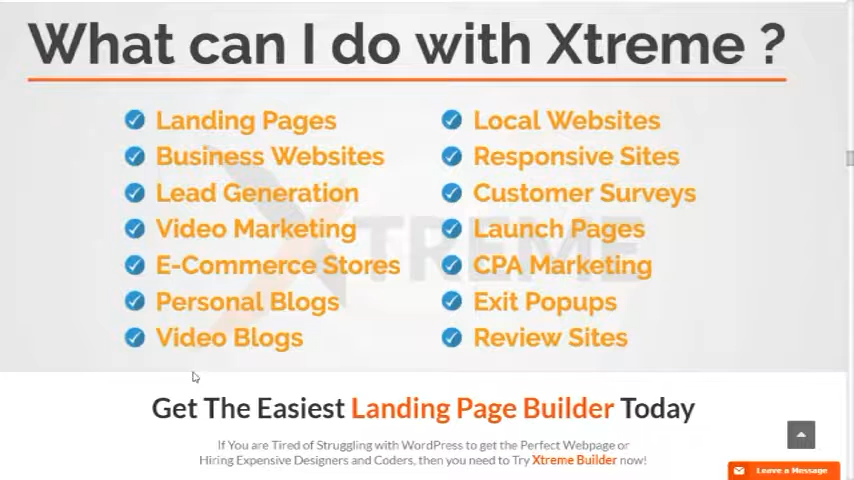 What can I do with Xtreme ?
Landing Pages
Business Websites
Lead Generation
Video Marketing
E-Commerce Stores
Personal Blogs
Video Blogs
Local Websites
Responsive Sites
Customer Surveys
Launch Pages
CPA Marketing
Exit Popups
Review Sites
XTREME
Get The Easiest Landing Page Builder Today
If You are Tired of Struggling with WordPress to get the Perfect Webpage or
Hiring Expensive Designers and Coders, then you need to Try Xtreme Builder now!
Leave a Message